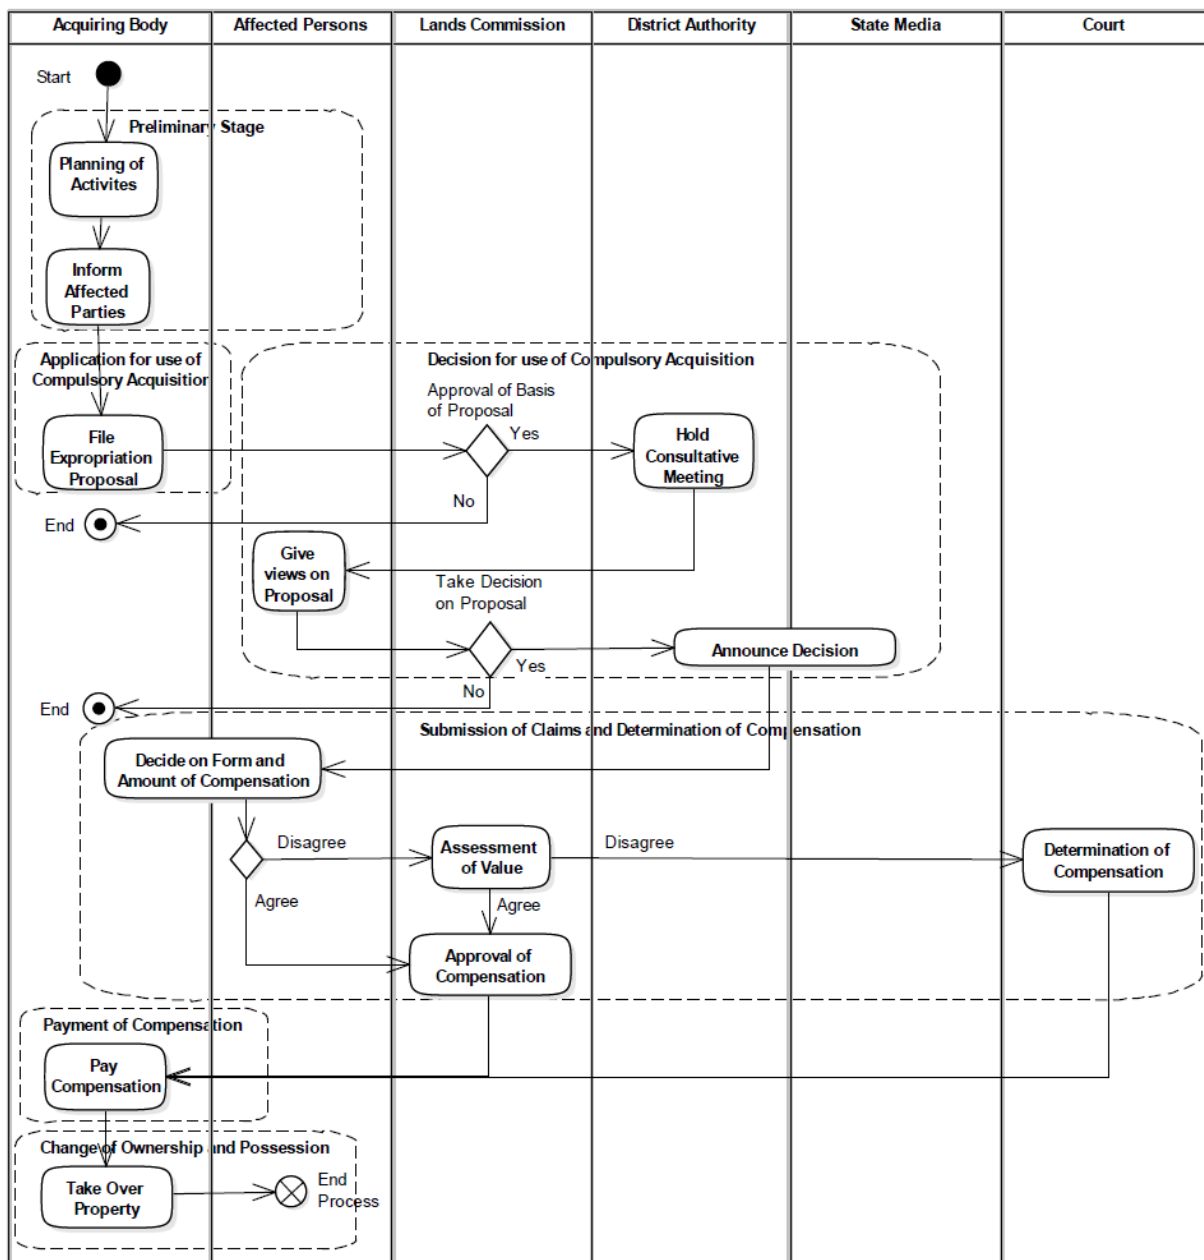 Acquiring Body
Affected Persons
Lands Commission
District Authority
State Media
Court
Start
Preliminary Stage
Planning of
Activites
Inform
Affected
Parties
Application for use of
Compulsory Acquisition
File
Expropriation
Proposal
Decision for use of Compulsory Acquisition
Approval of Basis
of Proposal
Yes
No
Hold
Consultative
Meeting
End
Give
views on
Proposal
Take Decision
on Proposal
Yes
No
Announce Decision
End
Submission of Claims and Determination of Compensation
Decide on Form and
Amount of Compensation
Disagree
Agree
Assessment
of Value
Disagree
Agree
Determination of
Compensation
Approval of
Compensation
Payment of Compensation
Pay
Compensation
Change of Ownership and Possession
Take Over
Property
End
Process